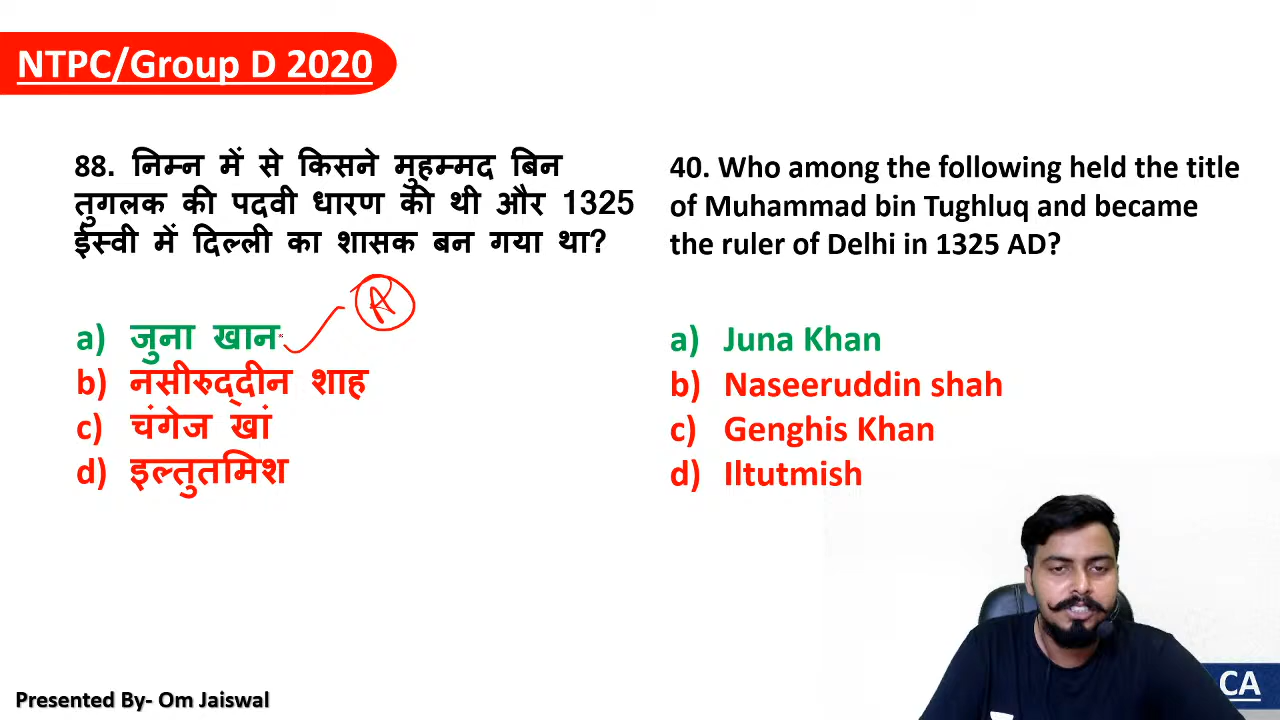 NTPC/Group D 2020
88. निम्न में से किसने मुहम्मद बिन
तुगलक की पदवी धारण की थी और 1325
ईस्वी में दिल्ली का शासक बन गया था?
A
a) जुना खान
b) नसीरुद्दीन शाह
c) चंगेज खां
d) इल्तुतमिश
40. Who among the following held the title
of Muhammad bin Tughluq and became
the ruler of Delhi in 1325 AD?
a) Juna Khan
b) Naseeruddin shah
c) Genghis Khan
d) Iltutmish
CA
Presented By- Om Jaiswal